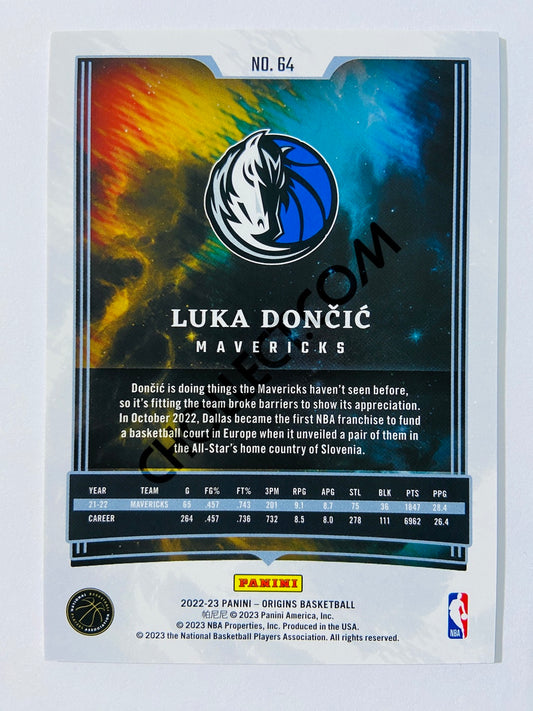 NO. 64
LUKA DONČIĆ
MAVERICKS
Dončić is doing things the Mavericks haven't seen before,
so it's fitting the team broke barriers to show its appreciation.
In October 2022, Dallas became the first NBA franchise to fund
a basketball court in Europe when it unveiled a pair of them in
the All-Star's home country of Slovenia.
YEAR TEAM G FG% FT% 3PM RPG APG STL BLK PTS PPG
21-22 MAVERICKS 65 .457 .743 201 9.1 8.7 75 36 1847 28.4
CAREER 264 .457 .736 732 8.5 8.0 278 111 6962 26.4
PANINI
2022-23 PANINI – ORIGINS BASKETBALL
帕尼尼 © 2023 Panini America, Inc.
© 2023 NBA Properties, Inc. Produced in the USA.
© 2023 the National Basketball Players Association. All rights reserved.
NATIONAL BASKETBALL PLAYERS ASSOCIATION
NBA